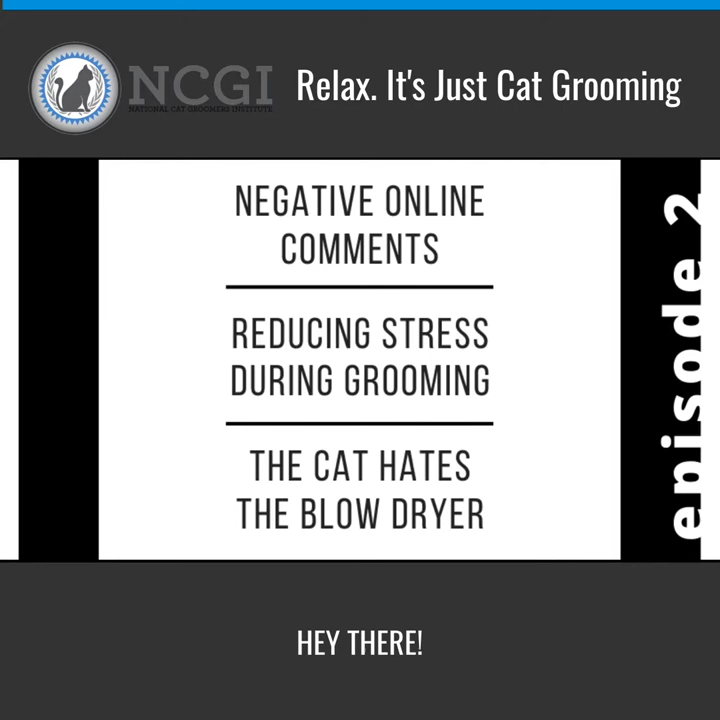 NCGI
NATIONAL CAT GROOMERS INSTITUTE
Relax. It's Just Cat Grooming
NEGATIVE ONLINE
COMMENTS
REDUCING STRESS
DURING GROOMING
THE CAT HATES
THE BLOW DRYER
episode 2
HEY THERE!